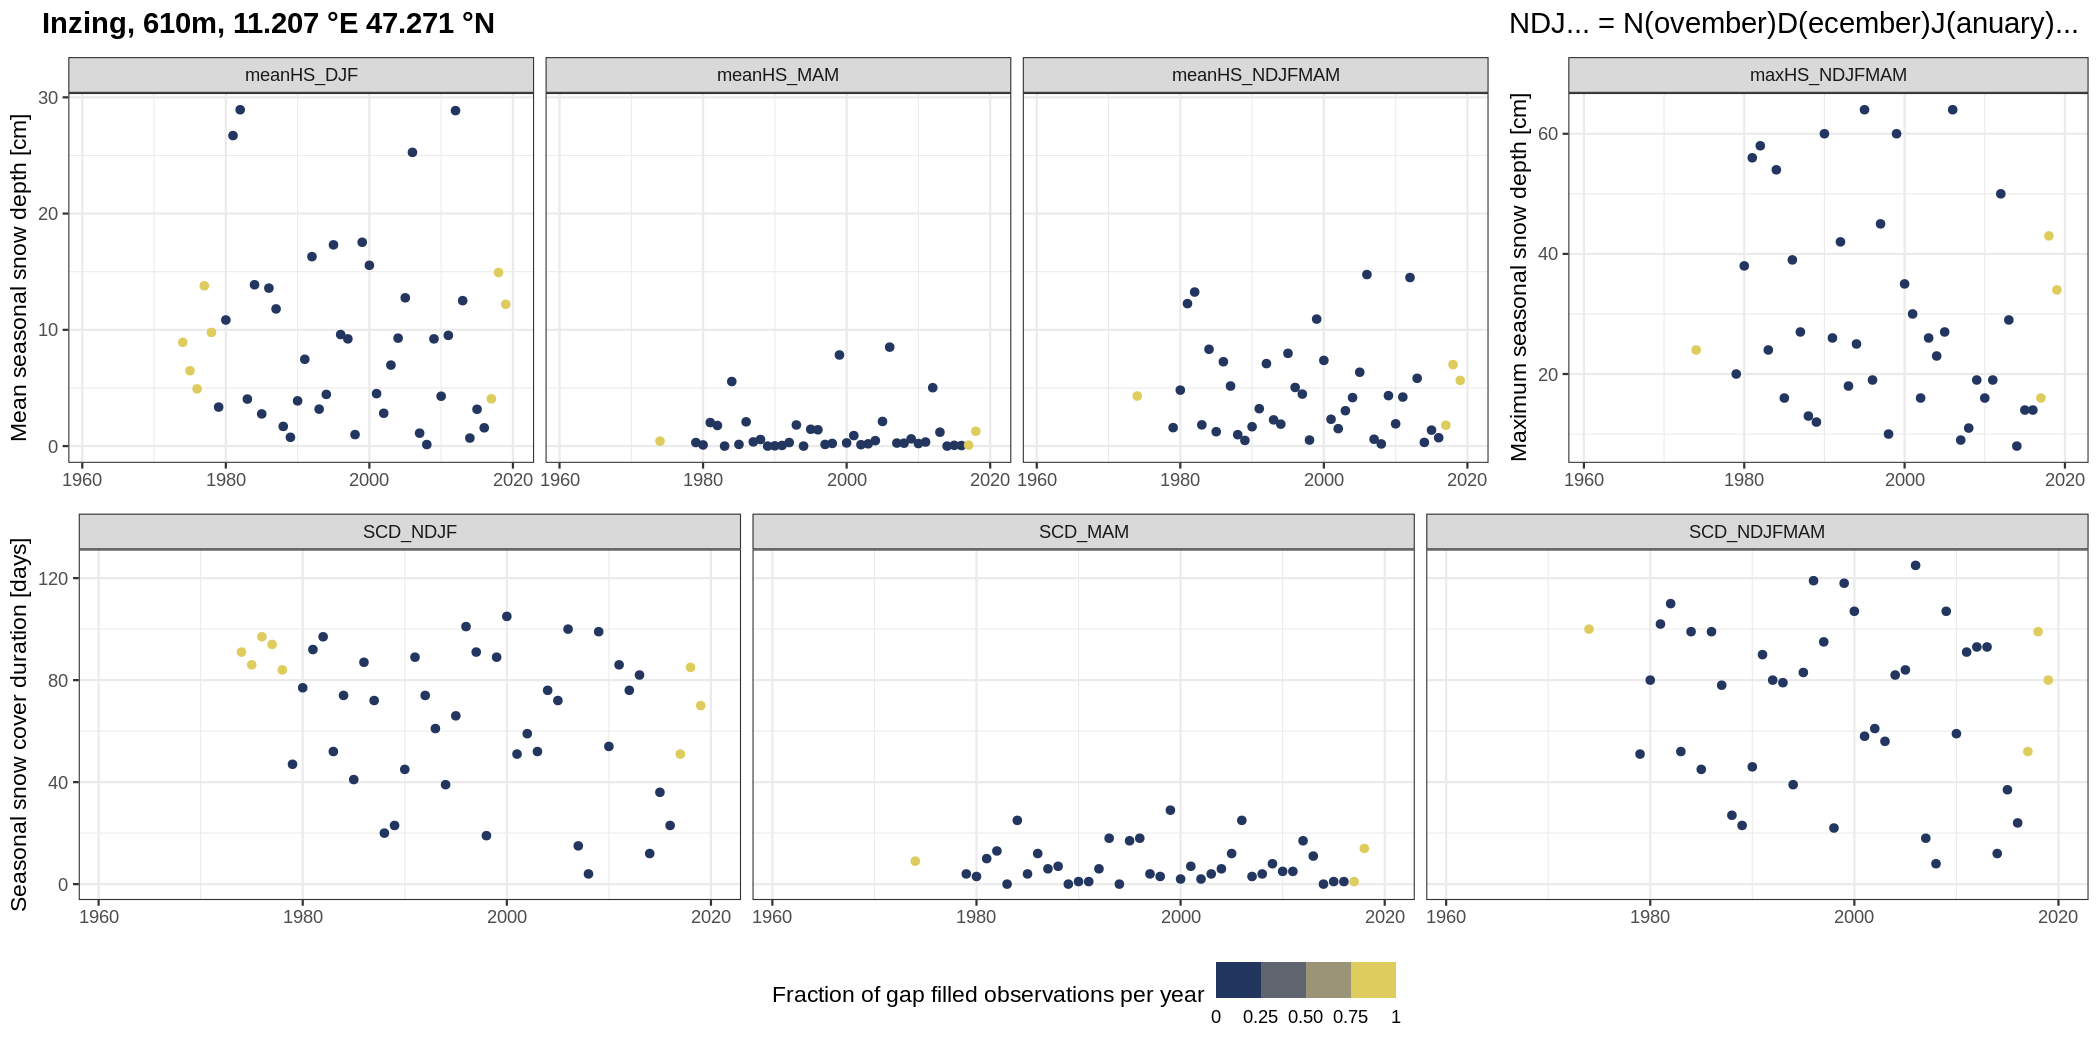 Inzing, 610m, 11.207 °E 47.271 °N
NDJ... = N(ovember)D(ecember)J(anuary)...
meanHS_DJF
meanHS_MAM
meanHS_NDJFMAM
maxHS_NDJFMAM
Mean seasonal snow depth [cm]
30
20
10
0
1960 1980 2000 2020
1960 1980 2000 2020
1960 1980 2000 2020
Maximum seasonal snow depth [cm]
60
40
20
1960 1980 2000 2020
SCD_NDJF
SCD_MAM
SCD_NDJFMAM
Seasonal snow cover duration [days]
120
80
40
0
1960 1980 2000 2020
1960 1980 2000 2020
1960 1980 2000 2020
Fraction of gap filled observations per year
0 0.25 0.50 0.75 1